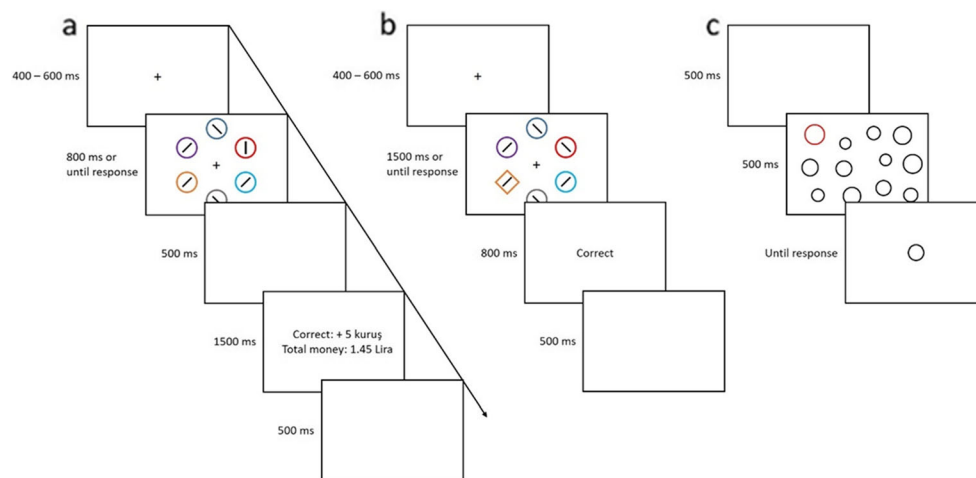 a
400 – 600 ms
+
800 ms or
until response
+
500 ms
1500 ms
Correct: + 5 kuruş
Total money: 1.45 Lira
500 ms
b
400 – 600 ms
+
1500 ms or
until response
+
800 ms
Correct
500 ms
c
500 ms
500 ms
Until response